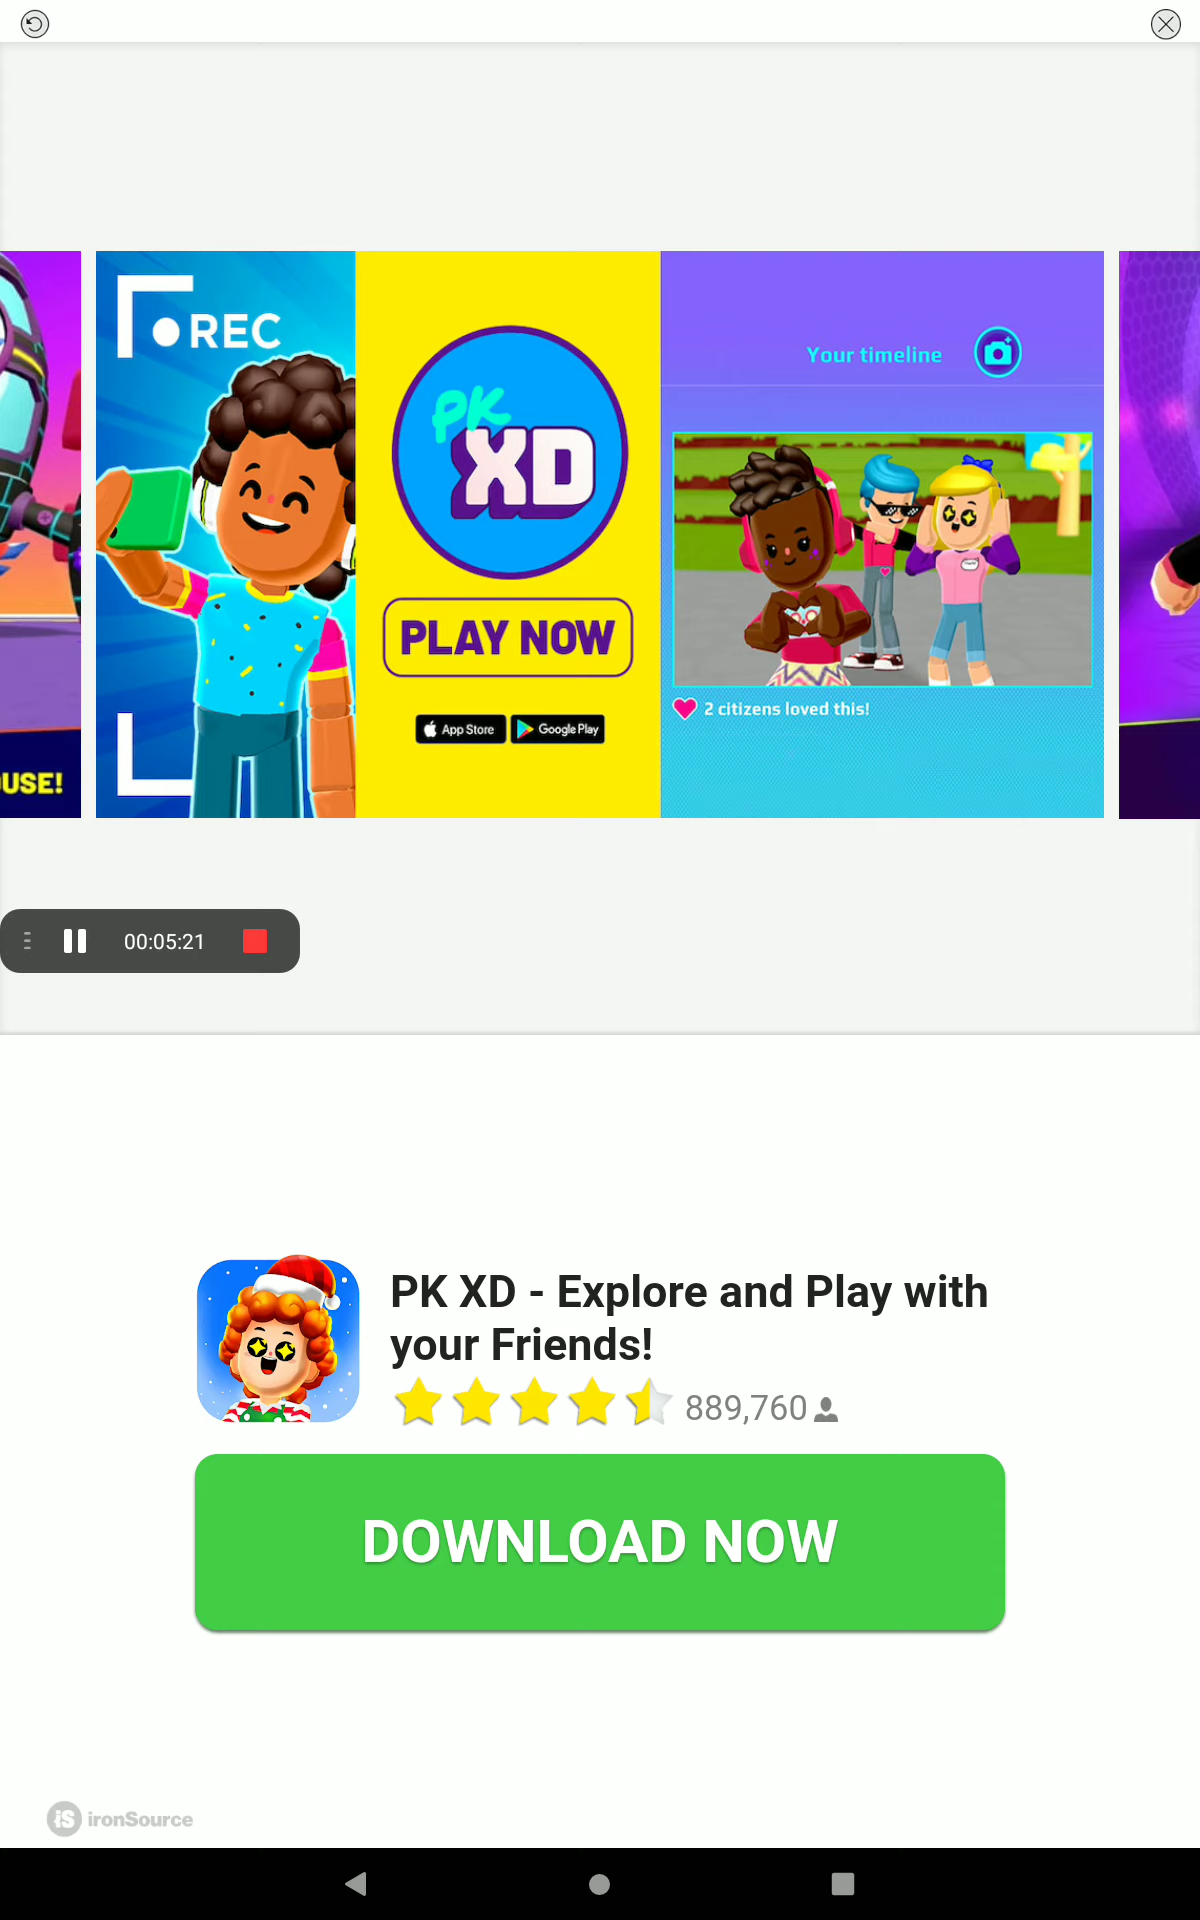 REC
PK
XD
PLAY NOW
App Store
Google Play
Your timeline
2 citizens loved this!
USE!
00:05:21
PK XD - Explore and Play with
your Friends!
889,760
DOWNLOAD NOW
iS ironSource